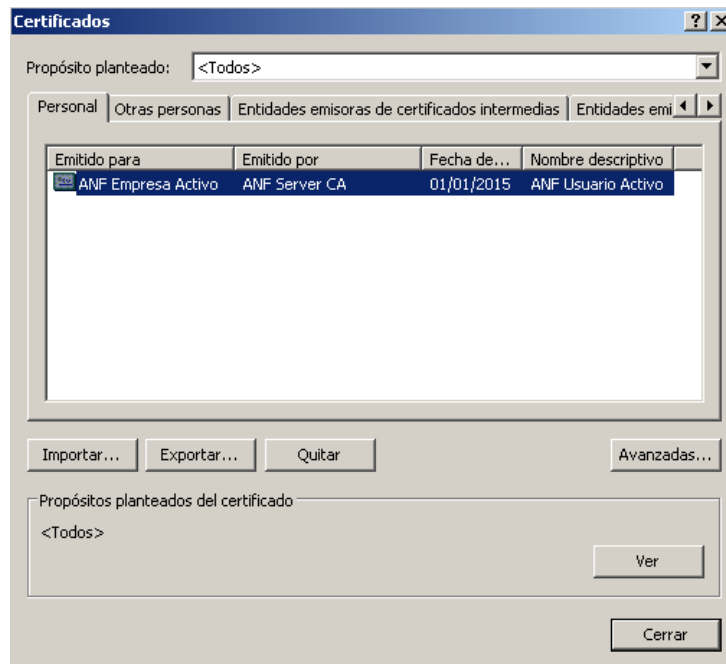 Certificados
Propósito planteado: <Todos>
Personal Otras personas Entidades emisoras de certificados intermedias Entidades emi
Emitido para Emitido por Fecha de... Nombre descriptivo
ANF Empresa Activo ANF Server CA 01/01/2015 ANF Usuario Activo
Importar... Exportar... Quitar Avanzadas...
Propósitos planteados del certificado
<Todos>
Ver
Cerrar